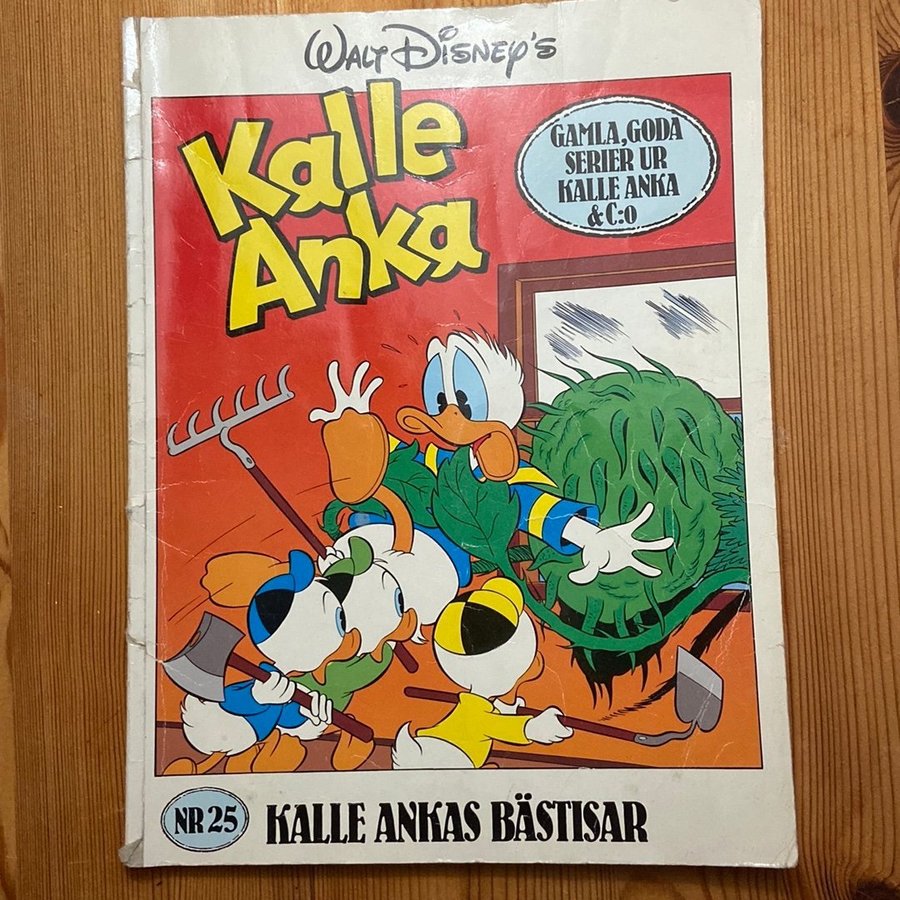 Walt Disney's
Kalle
Anka
GAMLA, GODA
SERIER UR
KALLE ANKA
& C:o
NR 25
KALLE ANKAS BÄSTISAR